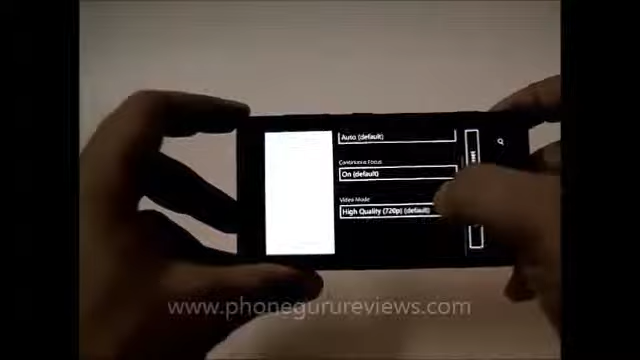 Auto (default)
Continuous Focus
On (default)
Video Mode
High Quality (720p) (default)
www.phonegurureviews.com